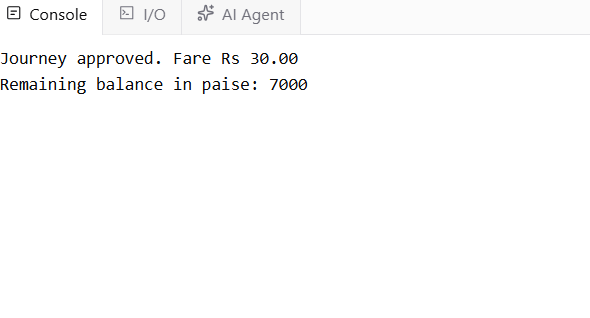 Console I/O AI Agent
Journey approved. Fare Rs 30.00
Remaining balance in paise: 7000